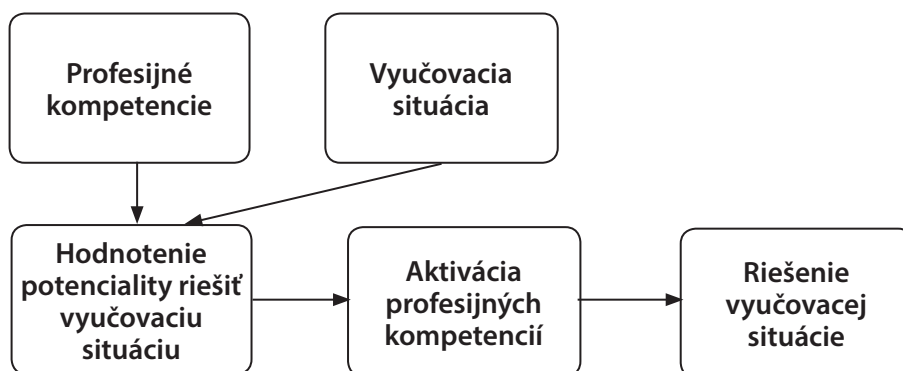 Profesijné
kompetencie
Vyučovacia
situácia
Hodnotenie
potenciality riešiť
vyučovaciu
situáciu
Aktivácia
profesijných
kompetencií
Riešenie
vyučovacej
situácie